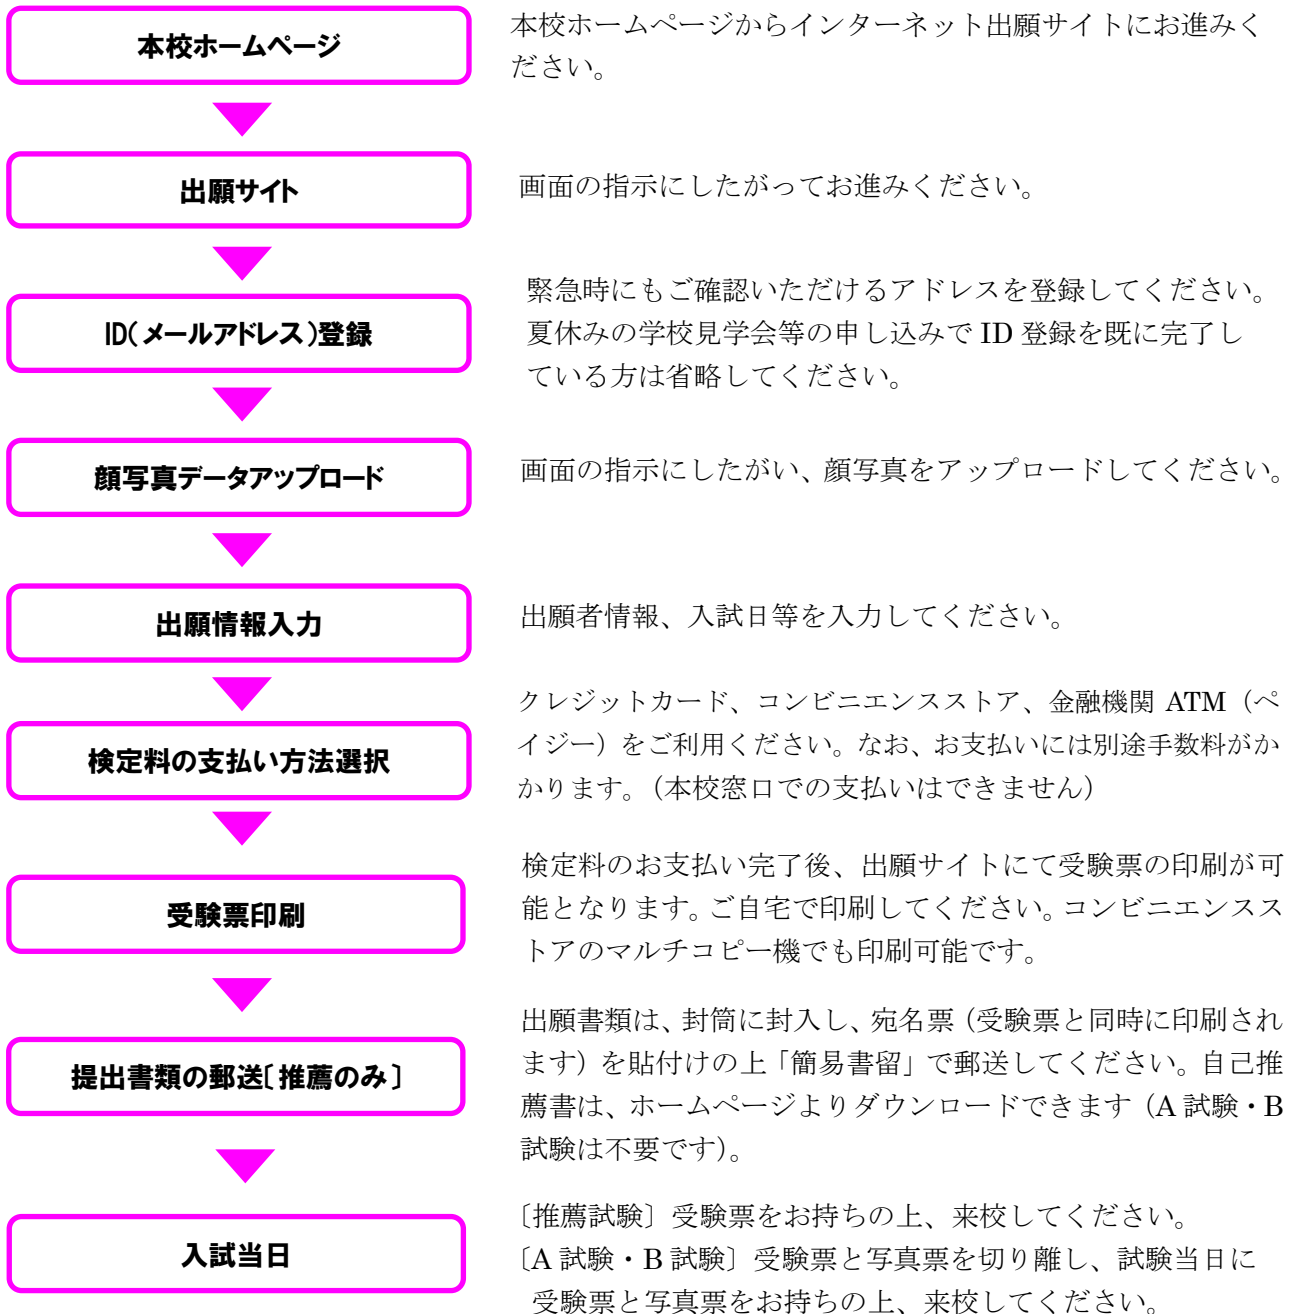 本校ホームページ
本校ホームページからインターネット出願サイトにお進みく
ださい。
出願サイト
画面の指示にしたがってお進みください。
ID(メールアドレス)登録
緊急時にもご確認いただけるアドレスを登録してください。
夏休みの学校見学会等の申し込みで ID 登録を既に完了し
ている方は省略してください。
顔写真データアップロード
画面の指示にしたがい、顔写真をアップロードしてください。
出願情報入力
出願者情報、入試日等を入力してください。
検定料の支払い方法選択
クレジットカード、コンビニエンスストア、金融機関 ATM（ペ
イジー）をご利用ください。なお、お支払いには別途手数料がか
かります。（本校窓口での支払いはできません）
受験票印刷
検定料のお支払い完了後、出願サイトにて受験票の印刷が可
能となります。ご自宅で印刷してください。コンビニエンスス
トアのマルチコピー機でも印刷可能です。
提出書類の郵送〔推薦のみ〕
出願書類は、封筒に封入し、宛名票（受験票と同時に印刷され
ます）を貼付けの上「簡易書留」で郵送してください。自己推
薦書は、ホームページよりダウンロードできます（A 試験・B
試験は不要です）。
入試当日
〔推薦試験〕受験票をお持ちの上、来校してください。
〔A 試験・B 試験〕受験票と写真票を切り離し、試験当日に
受験票と写真票をお持ちの上、来校してください。